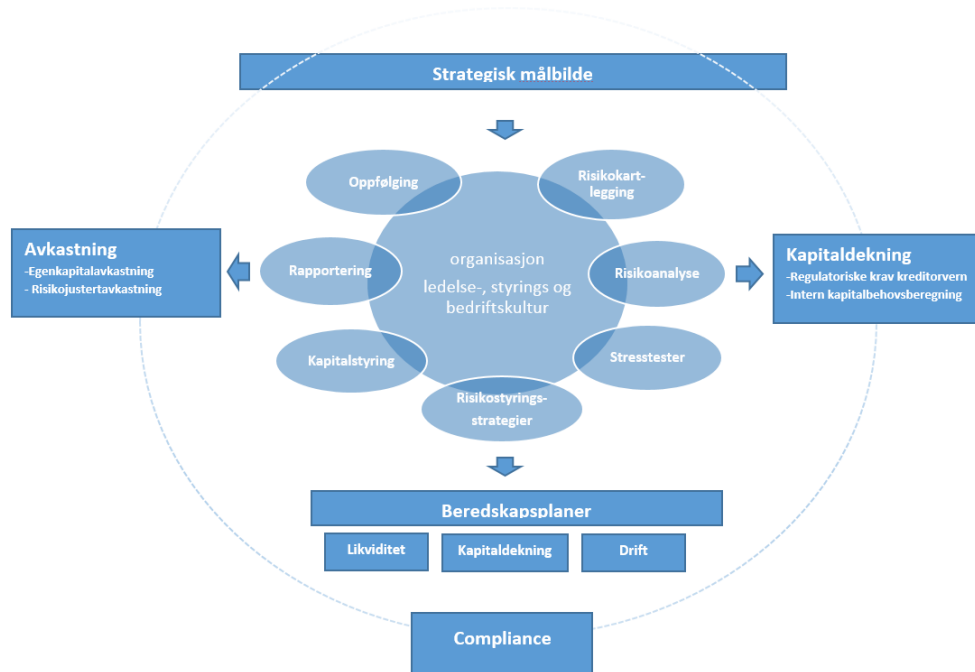 Strategisk målbilde
Oppfølging
Risikokart-
legging
Avkastning
-Egenkapitalavkastning
- Risikojustertavkastning
Rapportering
organisasjon
ledelse-, styrings og
bedriftskultur
Risikoanalyse
Kapitaldekning
-Regulatoriske krav kreditorvern
-Intern kapitalbehovsberegning
Kapitalstyring
Stresstester
Risikostyrings-
strategier
Beredskapsplaner
Likviditet
Kapitaldekning
Drift
Compliance